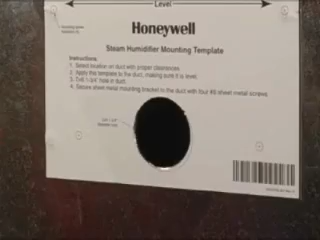 Level
Honeywell
Steam Humidifier Mounting Template
Instructions:
1. Select location on duct with proper clearances.
2. Apply this template to the duct, making sure it is level.
3. Drill 1-3/4" hole in duct.
4. Secure sheet metal mounting bracket to the duct with four #8 sheet metal screws.